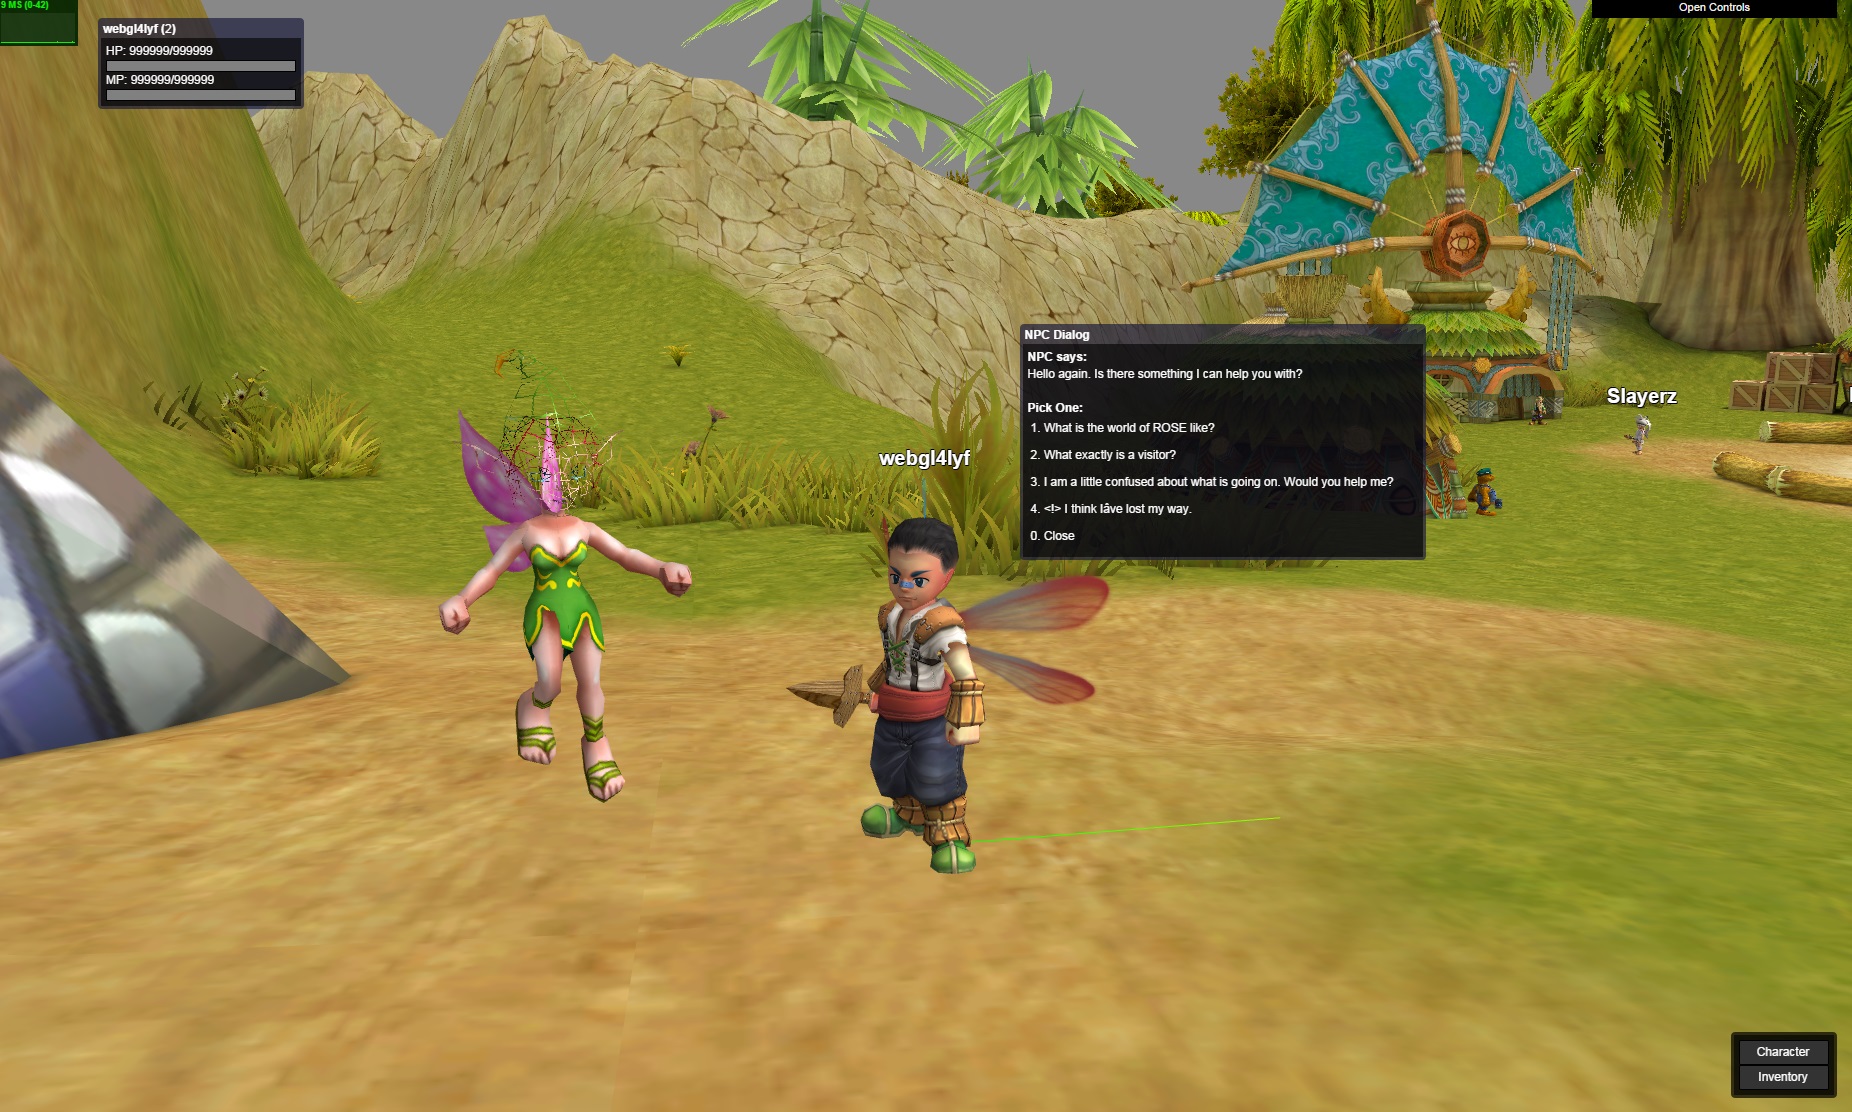 9 MS (0-42)
Open Controls
webgl4lyf (2)
HP: 999999/999999
MP: 999999/999999
NPC Dialog
NPC says:
Hello again. Is there something I can help you with?
Pick One:
1. What is the world of ROSE like?
2. What exactly is a visitor?
3. I am a little confused about what is going on. Would you help me?
4. <!> I think Iâve lost my way.
0. Close
Slayerz
webgl4lyf
Character
Inventory